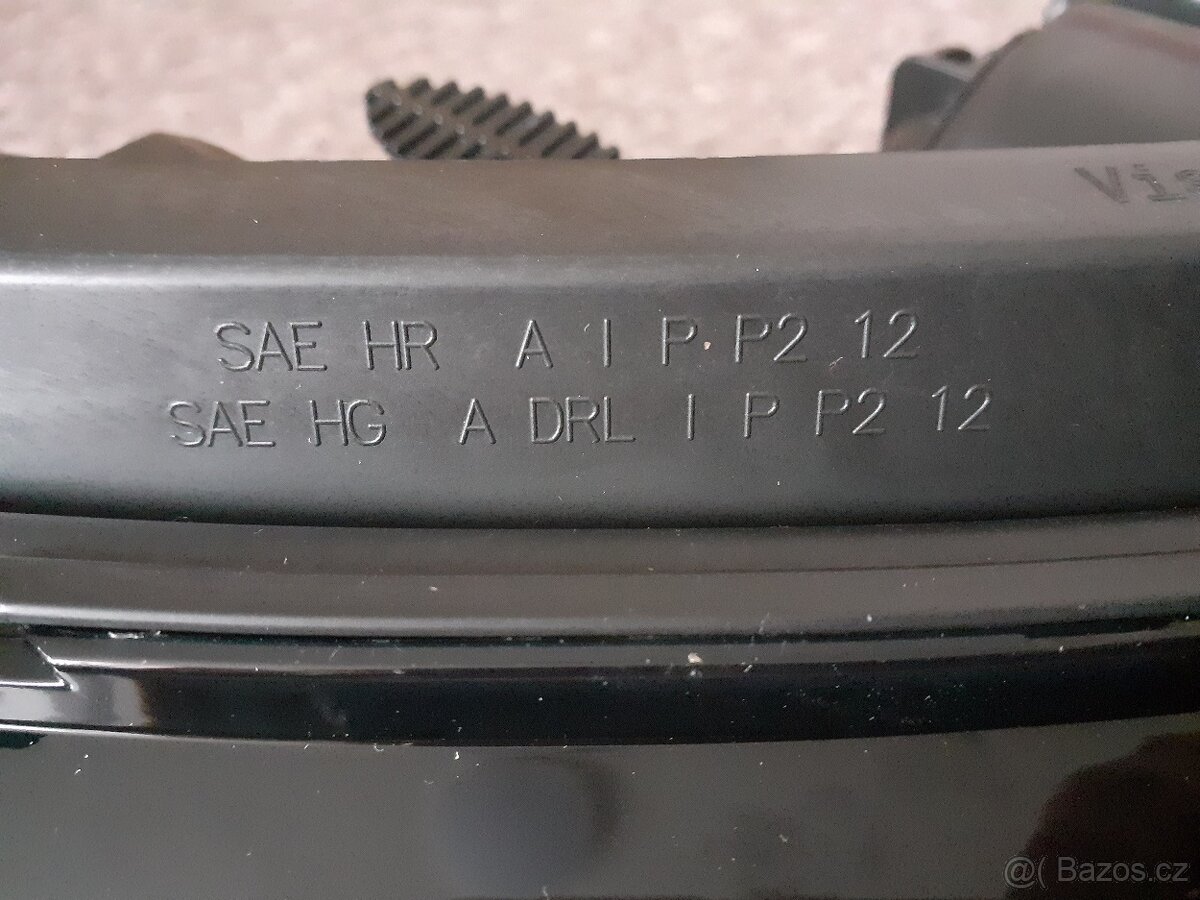 SAE HR A I P P2 12
SAE HG A DRL I P P2 12
@( Bazos.cz